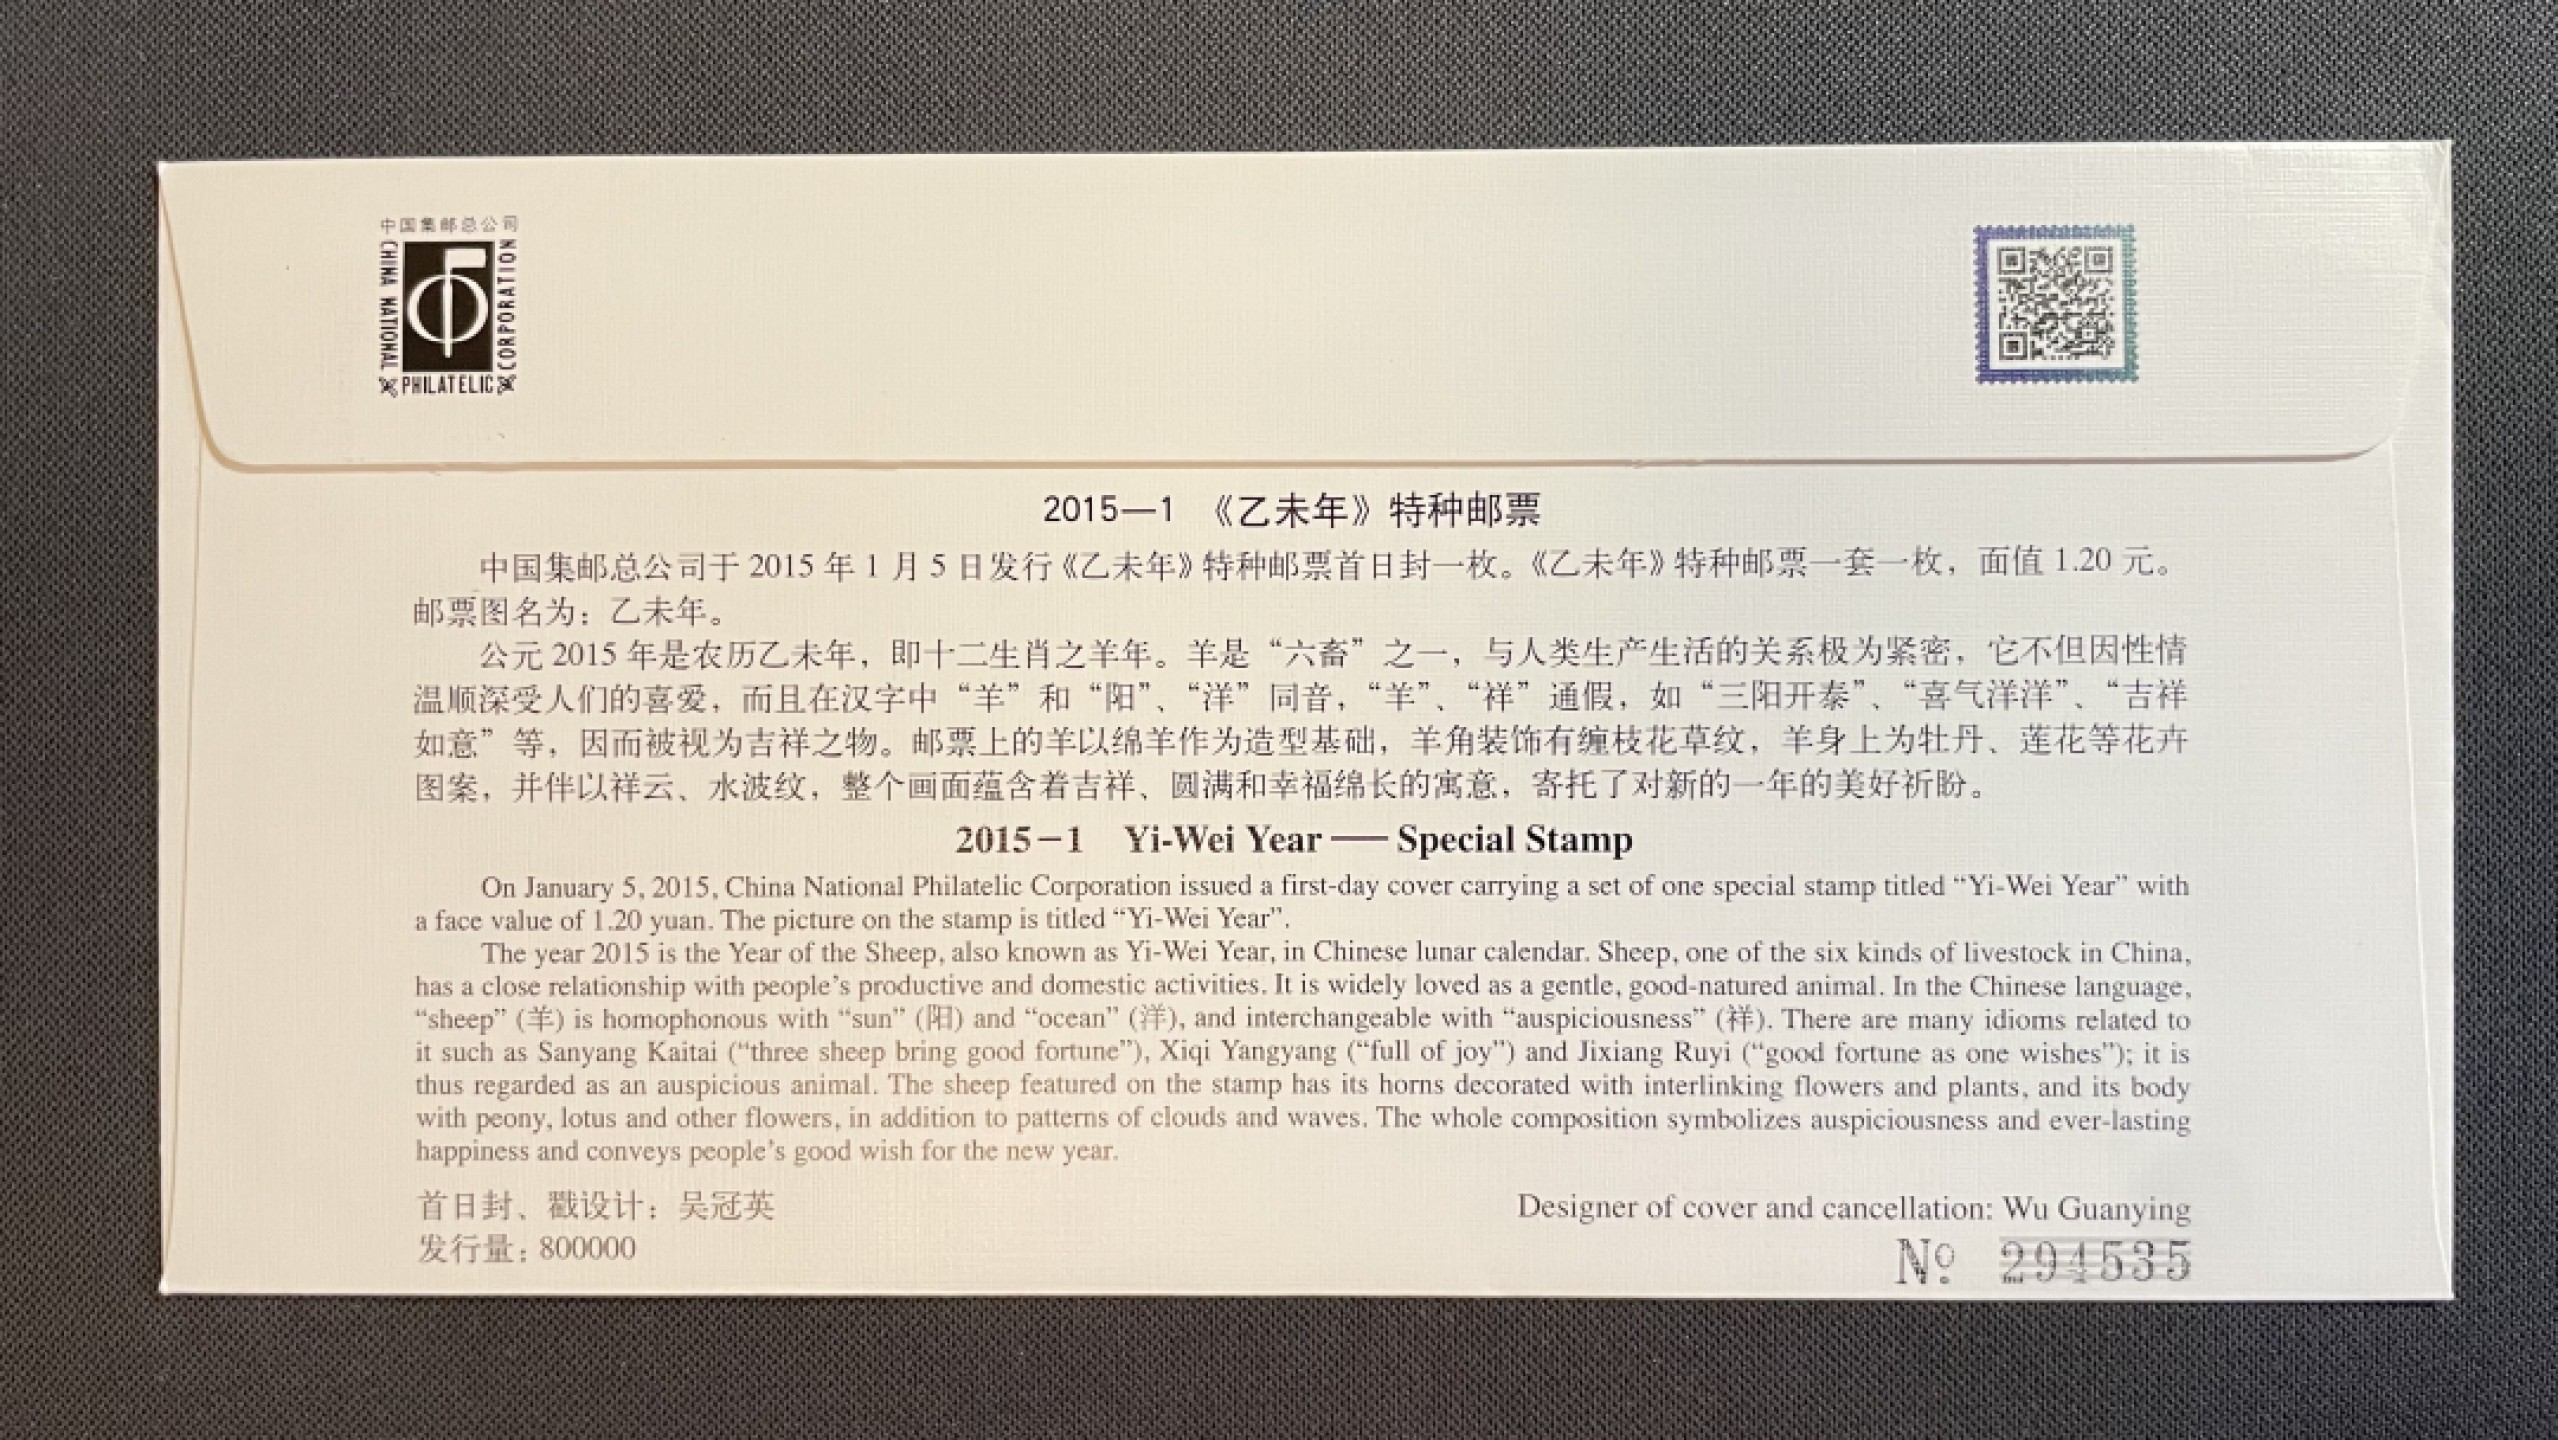 中国集邮总公司
CHINA NATIONAL
PHILATELIC
CORPORATION
2015—1 《乙未年》特种邮票
中国集邮总公司于 2015 年 1 月 5 日发行《乙未年》特种邮票首日封一枚。《乙未年》特种邮票一套一枚，面值 1.20 元。
邮票图名为：乙未年。
公元 2015 年是农历乙未年，即十二生肖之羊年。羊是“六畜”之一，与人类生产生活的关系极为紧密，它不但因性情
温顺深受人们的喜爱，而且在汉字中“羊”和“阳”、“洋”同音，“羊”、“祥”通假，如“三阳开泰”、“喜气洋洋”、“吉祥
如意”等，因而被视为吉祥之物。邮票上的羊以绵羊作为造型基础，羊角装饰有缠枝花草纹，羊身上为牡丹、莲花等花卉
图案，并伴以祥云、水波纹，整个画面蕴含着吉祥、圆满和幸福绵长的寓意，寄托了对新的一年的美好祈盼。
2015－1 Yi-Wei Year —— Special Stamp
On January 5, 2015, China National Philatelic Corporation issued a first-day cover carrying a set of one special stamp titled “Yi-Wei Year” with
a face value of 1.20 yuan. The picture on the stamp is titled “Yi-Wei Year”.
The year 2015 is the Year of the Sheep, also known as Yi-Wei Year, in Chinese lunar calendar. Sheep, one of the six kinds of livestock in China,
has a close relationship with people’s productive and domestic activities. It is widely loved as a gentle, good-natured animal. In the Chinese language,
“sheep” (羊) is homophonous with “sun” (阳) and “ocean” (洋), and interchangeable with “auspiciousness” (祥). There are many idioms related to
it such as Sanyang Kaitai (“three sheep bring good fortune”), Xiqi Yangyang (“full of joy”) and Jixiang Ruyi (“good fortune as one wishes”); it is
thus regarded as an auspicious animal. The sheep featured on the stamp has its horns decorated with interlinking flowers and plants, and its body
with peony, lotus and other flowers, in addition to patterns of clouds and waves. The whole composition symbolizes auspiciousness and ever-lasting
happiness and conveys people’s good wish for the new year.
首日封、戳设计：吴冠英
Designer of cover and cancellation: Wu Guanying
发行量：800000
№ 294535